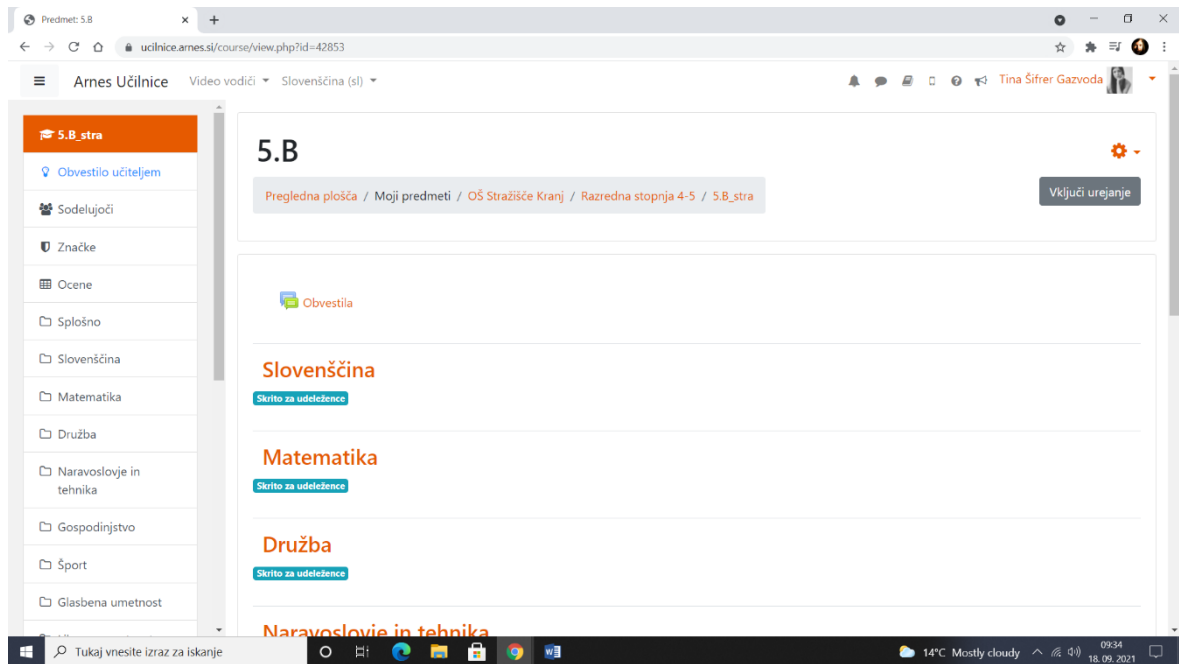 Predmet: 5.B
ucilnice.arnes.si/course/view.php?id=42853
Arnes Učilnice Video vodiči Slovenščina (sl) Tina Šifrer Gazvoda
5.B_stra
Obvestilo učiteljem
Sodelujoči
Značke
Ocene
Splošno
Slovenščina
Matematika
Družba
Naravoslovje in
tehnika
Gospodinjstvo
Šport
Glasbena umetnost
5.B
Pregledna plošča / Moji predmeti / OŠ Stražišče Kranj / Razredna stopnja 4-5 / 5.B_stra
Vključi urejanje
Obvestila
Slovenščina
Skrito za udeležence
Matematika
Skrito za udeležence
Družba
Skrito za udeležence
Naravoslovje in tehnika
Tukaj vnesite izraz za iskanje
14°C Mostly cloudy
09:34
18. 09. 2021